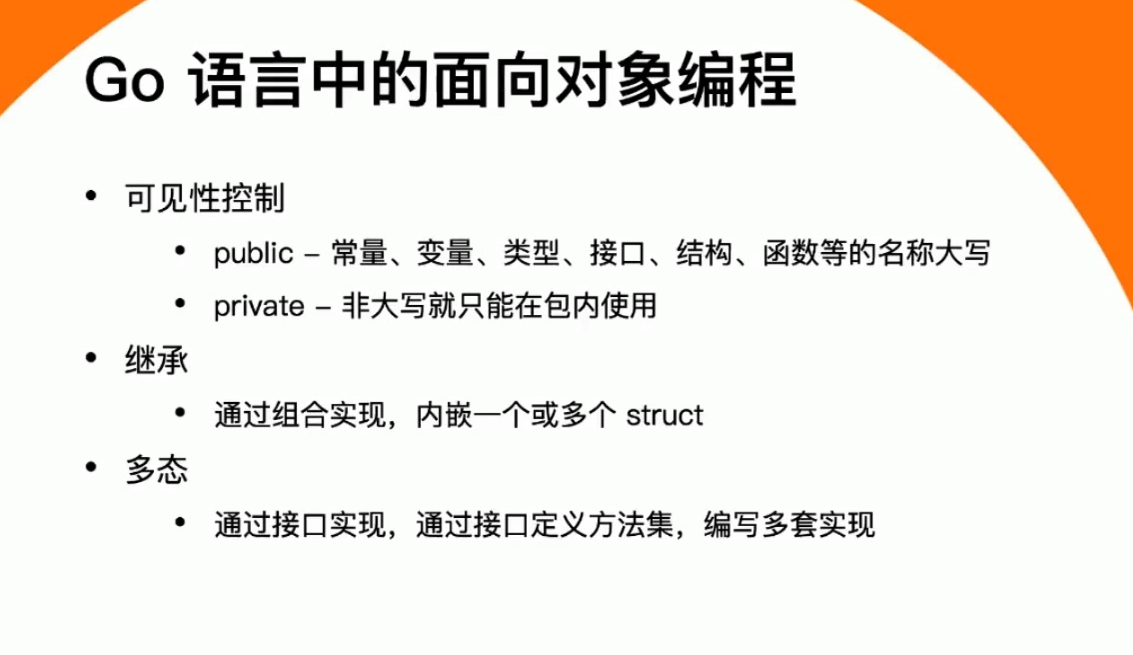 Go 语言中的面向对象编程
• 可见性控制
• public – 常量、变量、类型、接口、结构、函数等的名称大写
• private – 非大写就只能在包内使用
• 继承
• 通过组合实现，内嵌一个或多个 struct
• 多态
• 通过接口实现，通过接口定义方法集，编写多套实现